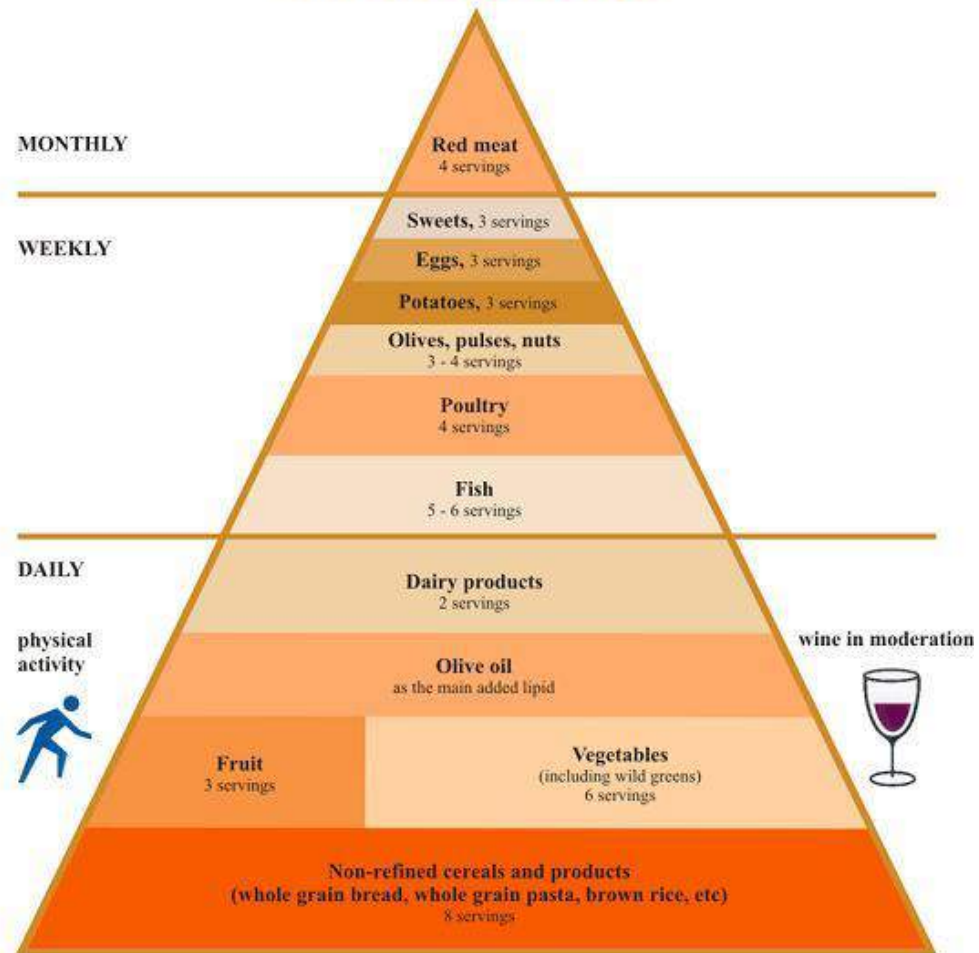 MONTHLY
Red meat
4 servings
WEEKLY
Sweets, 3 servings
Eggs, 3 servings
Potatoes, 3 servings
Olives, pulses, nuts
3 - 4 servings
Poultry
4 servings
Fish
5 - 6 servings
DAILY
Dairy products
2 servings
physical
activity
wine in moderation
Olive oil
as the main added lipid
Fruit
3 servings
Vegetables
(including wild greens)
6 servings
Non-refined cereals and products
(whole grain bread, whole grain pasta, brown rice, etc)
8 servings